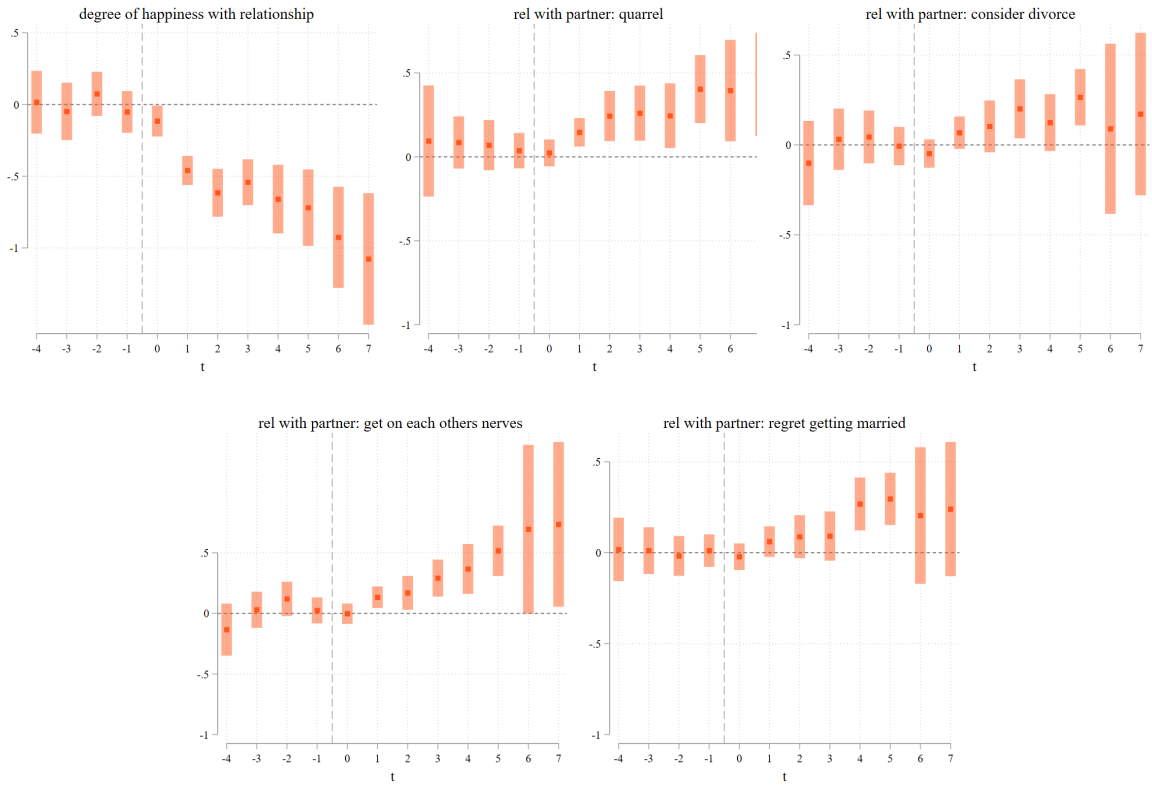 degree of happiness with relationship
.5
0
-.5
-1
-4 -3 -2 -1 0 1 2 3 4 5 6 7
t
rel with partner: quarrel
.5
0
-.5
-1
-4 -3 -2 -1 0 1 2 3 4 5 6
t
rel with partner: consider divorce
.5
0
-.5
-1
-4 -3 -2 -1 0 1 2 3 4 5 6 7
t
rel with partner: get on each others nerves
.5
0
-.5
-1
-4 -3 -2 -1 0 1 2 3 4 5 6 7
t
rel with partner: regret getting married
.5
0
-.5
-1
-4 -3 -2 -1 0 1 2 3 4 5 6 7
t